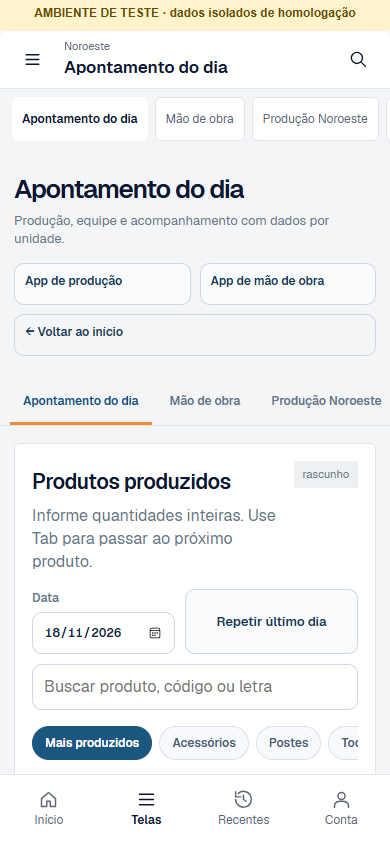 AMBIENTE DE TESTE · dados isolados de homologação
Noroeste
Apontamento do dia
Apontamento do dia
Mão de obra
Produção Noroeste
Apontamento do dia
Produção, equipe e acompanhamento com dados por
unidade.
App de produção
App de mão de obra
← Voltar ao início
Apontamento do dia
Mão de obra
Produção Noroeste
Produtos produzidos
rascunho
Informe quantidades inteiras. Use
Tab para passar ao próximo
produto.
Data
18/11/2026
Repetir último dia
Buscar produto, código ou letra
Mais produzidos
Acessórios
Postes
Início
Telas
Recentes
Conta